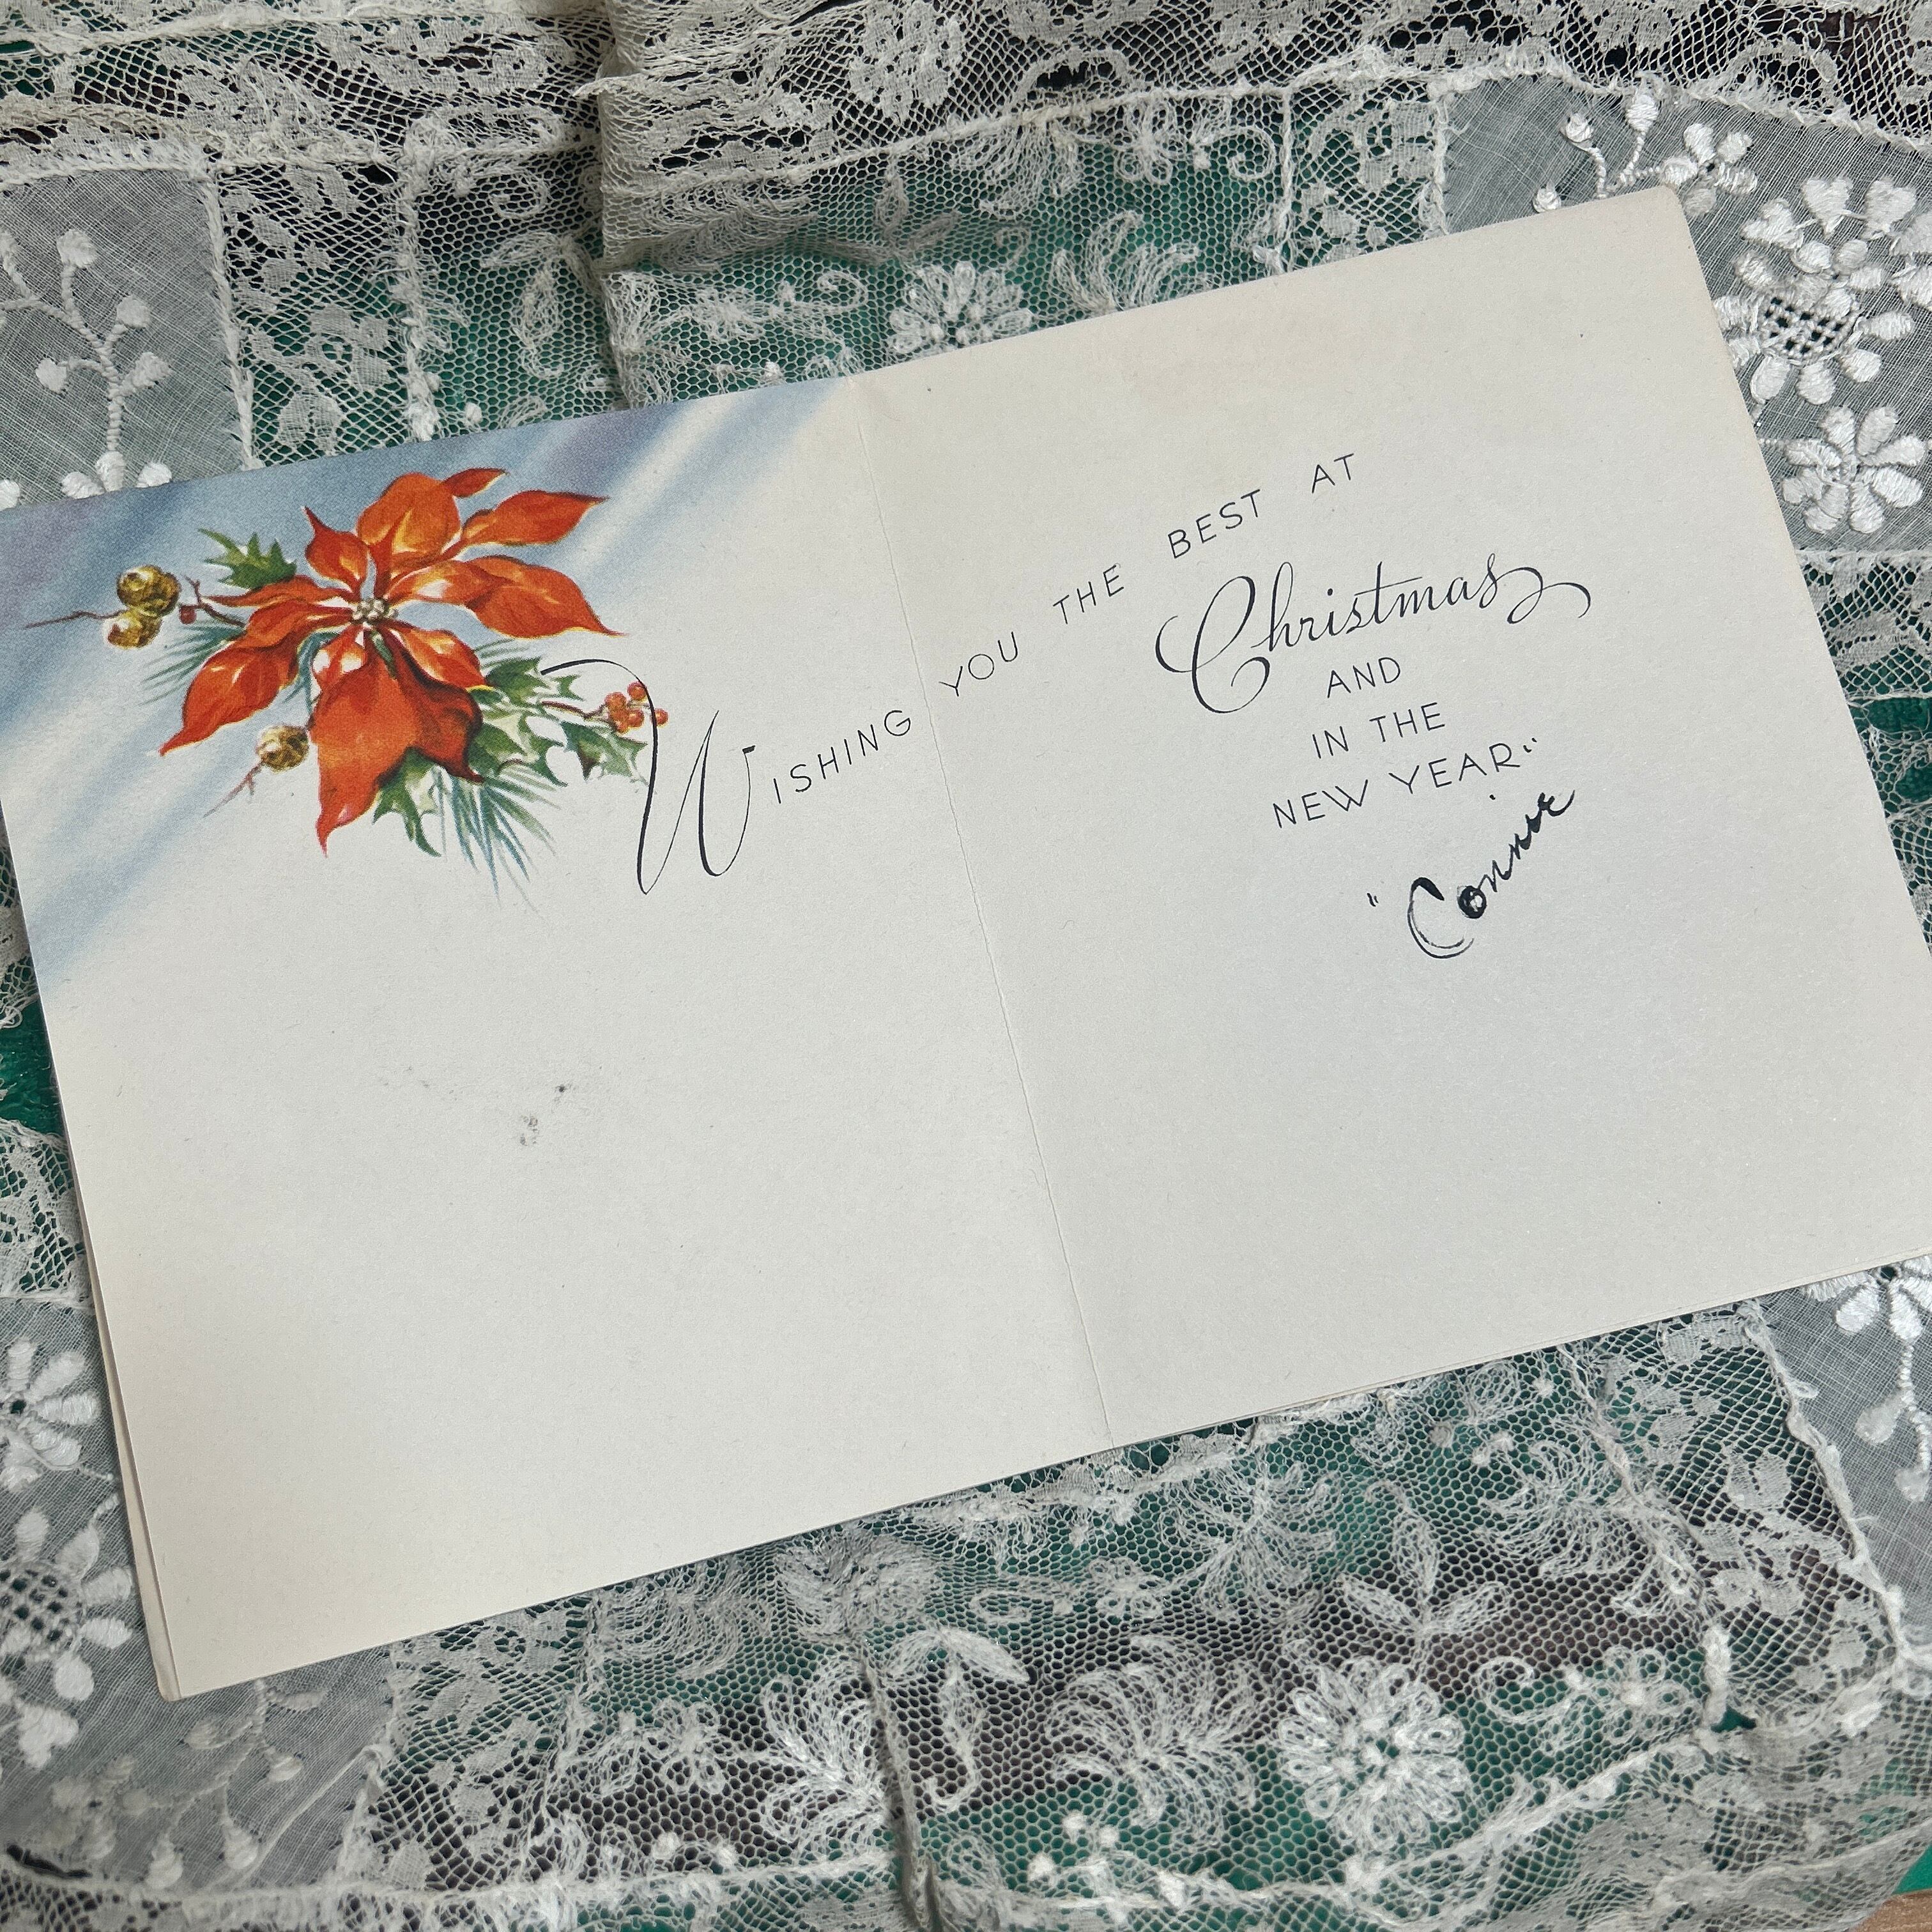 WISHING YOU THE BEST AT
Christmas
AND
IN THE
NEW YEAR
"Connie"